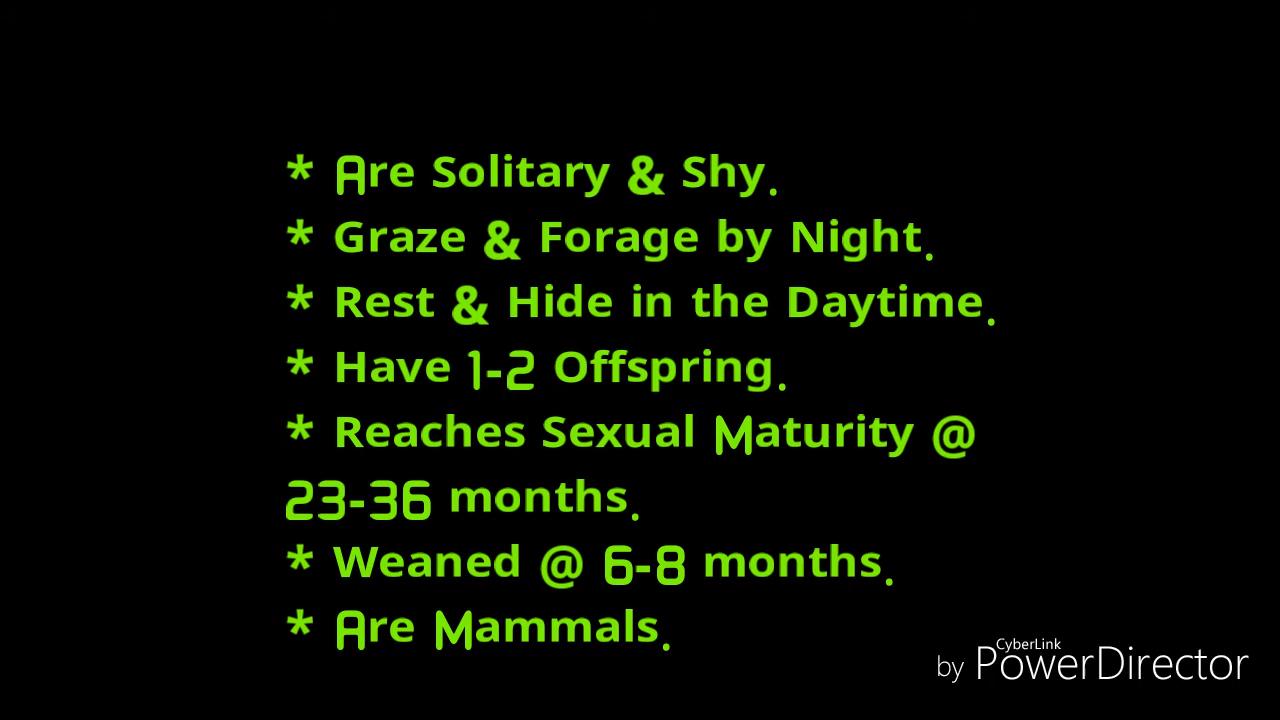 * Are Solitary & Shy.
* Graze & Forage by Night.
* Rest & Hide in the Daytime.
* Have 1-2 Offspring.
* Reaches Sexual Maturity @
23-36 months.
* Weaned @ 6-8 months.
* Are Mammals.
CyberLink
by PowerDirector